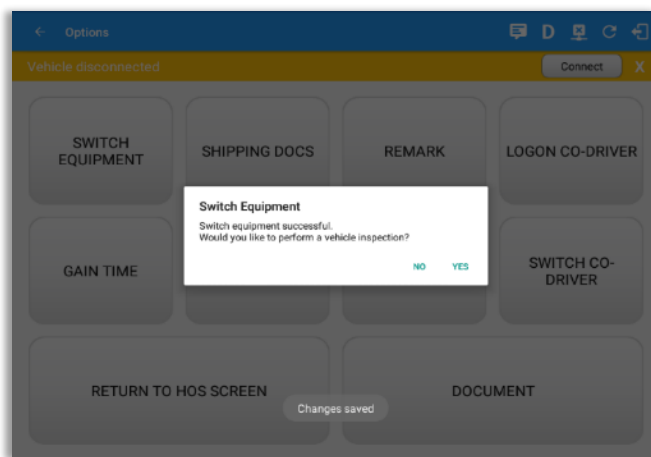 Options
D
Vehicle disconnected
Connect
X
SWITCH
EQUIPMENT
SHIPPING DOCS
REMARK
LOGON CO-DRIVER
Switch Equipment
Switch equipment successful.
Would you like to perform a vehicle inspection?
NO
YES
GAIN TIME
SWITCH CO-
DRIVER
RETURN TO HOS SCREEN
DOCUMENT
Changes saved